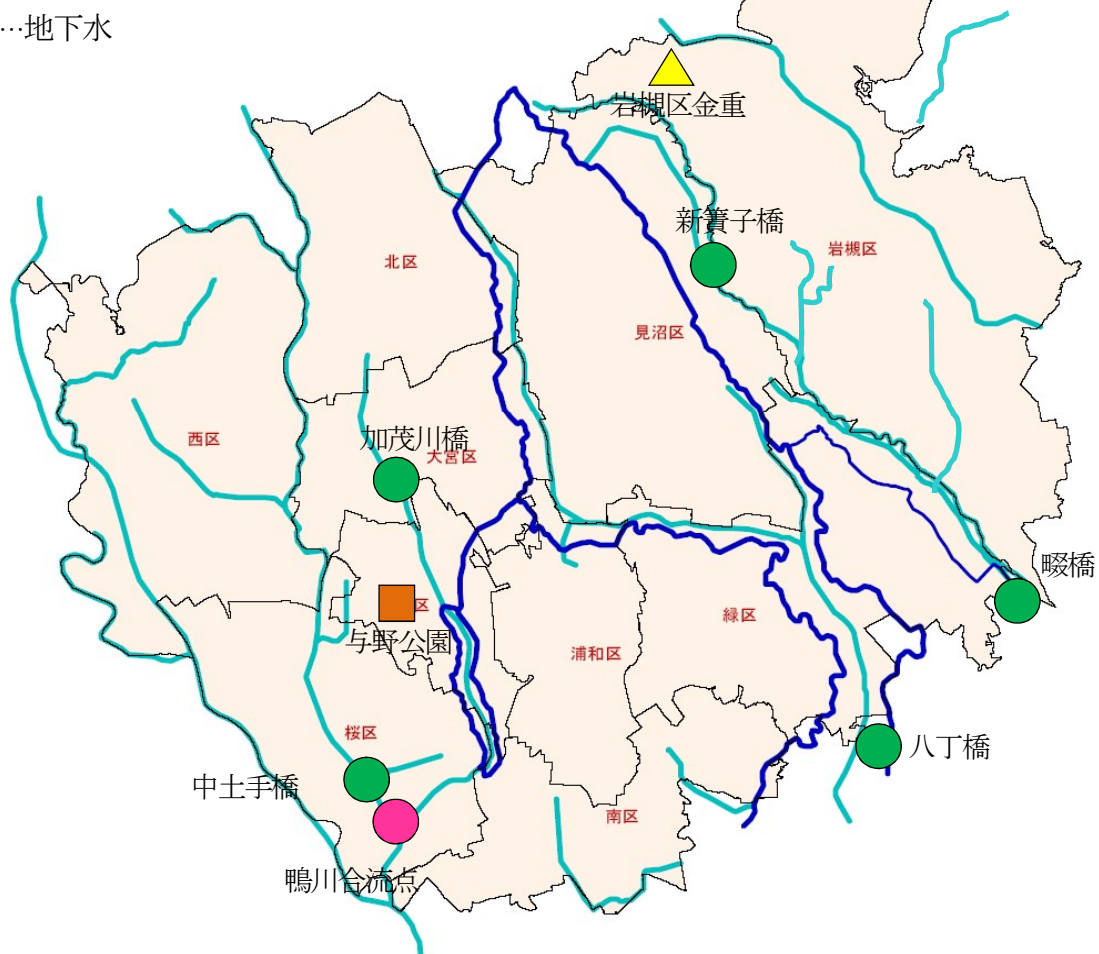 …地下水
岩槻区金重
新簀子橋
岩槻区
北区
見沼区
西区
加茂川橋
大宮区
畷橋
区
緑区
与野公園
浦和区
桜区
八丁橋
中土手橋
南区
鴨川合流点